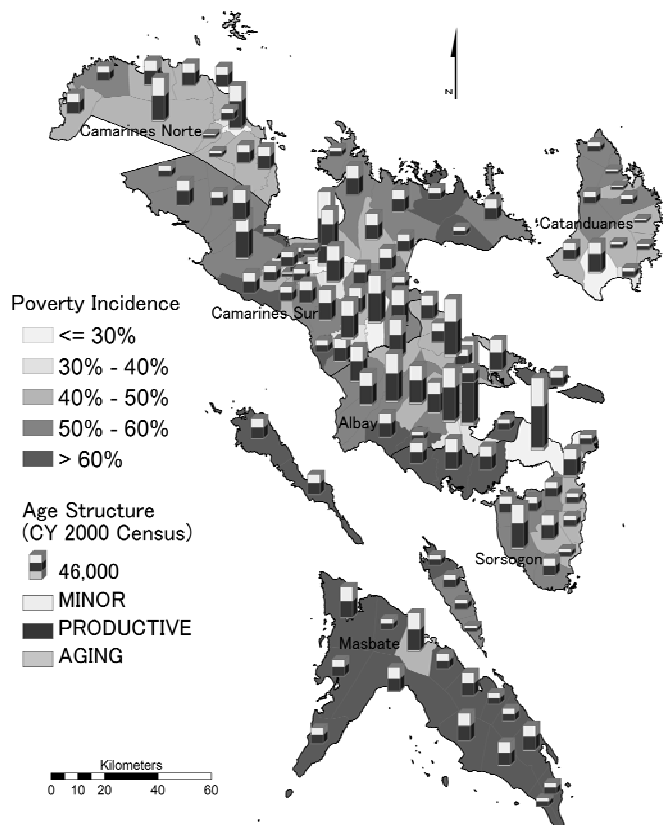 N
Camarines Norte
Catanduanes
Poverty Incidence
<= 30%
30% - 40%
40% - 50%
50% - 60%
> 60%
Camarines Sur
Albay
Age Structure
(CY 2000 Census)
46,000
MINOR
PRODUCTIVE
AGING
Sorsogon
Masbate
Kilometers
0 10 20 40 60